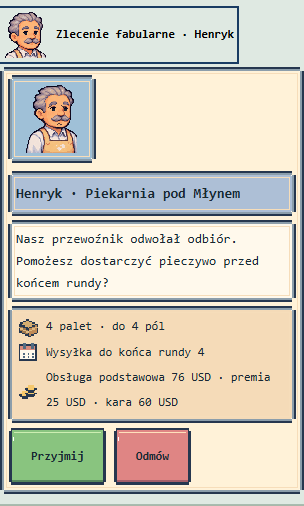 Zlecenie fabularne · Henryk
Henryk · Piekarnia pod Młynem
Nasz przewoźnik odwołał odbiór.
Pomożesz dostarczyć pieczywo przed
końcem rundy?
4 palet · do 4 pól
Wysyłka do końca rundy 4
Obsługa podstawowa 76 USD · premia
25 USD · kara 60 USD
Przyjmij
Odmów